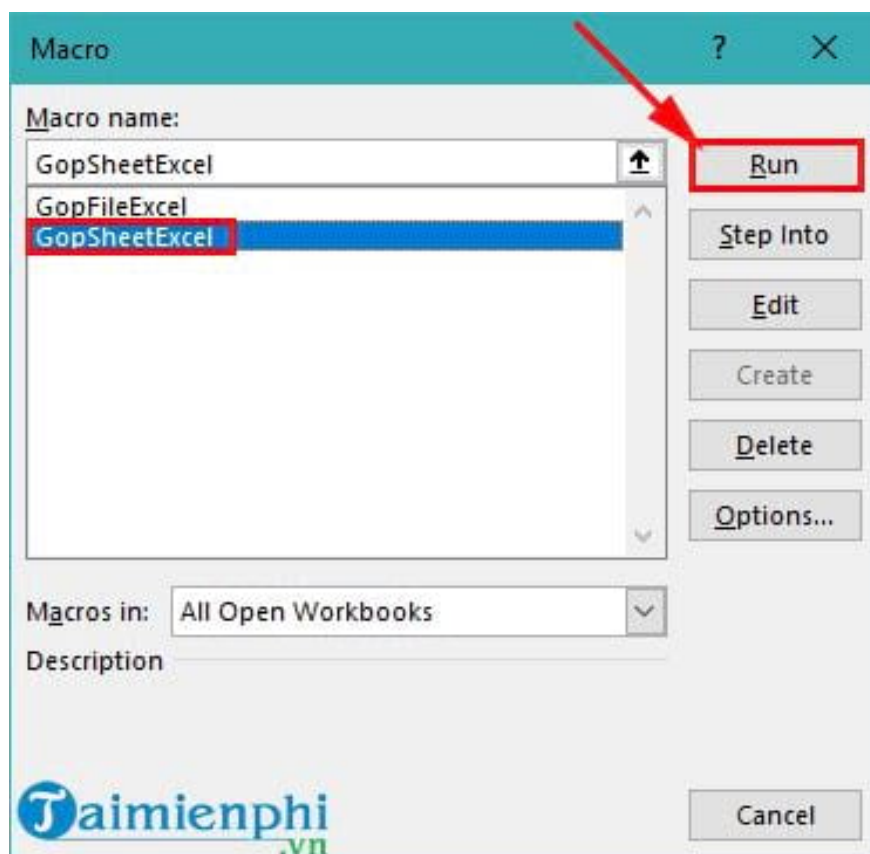 Macro ?
Macro name:
GopSheetExcel
Run
GopFileExcel
GopSheetExcel
Step Into
Edit
Create
Delete
Options...
Macros in: All Open Workbooks
Description
Taimienphi
.vn
Cancel